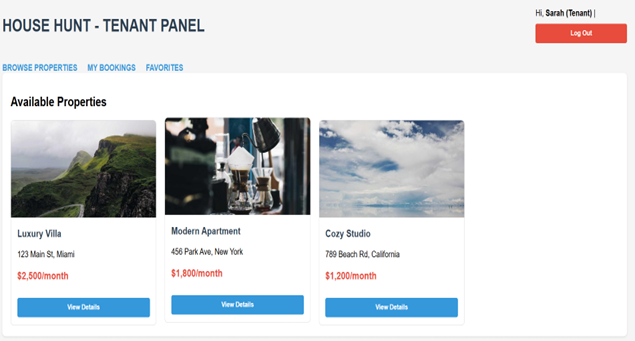 HOUSE HUNT - TENANT PANEL
Hi, Sarah (Tenant) |
Log Out
BROWSE PROPERTIES MY BOOKINGS FAVORITES
Available Properties
Luxury Villa
123 Main St, Miami
$2,500/month
View Details
Modern Apartment
456 Park Ave, New York
$1,800/month
View Details
Cozy Studio
789 Beach Rd, California
$1,200/month
View Details